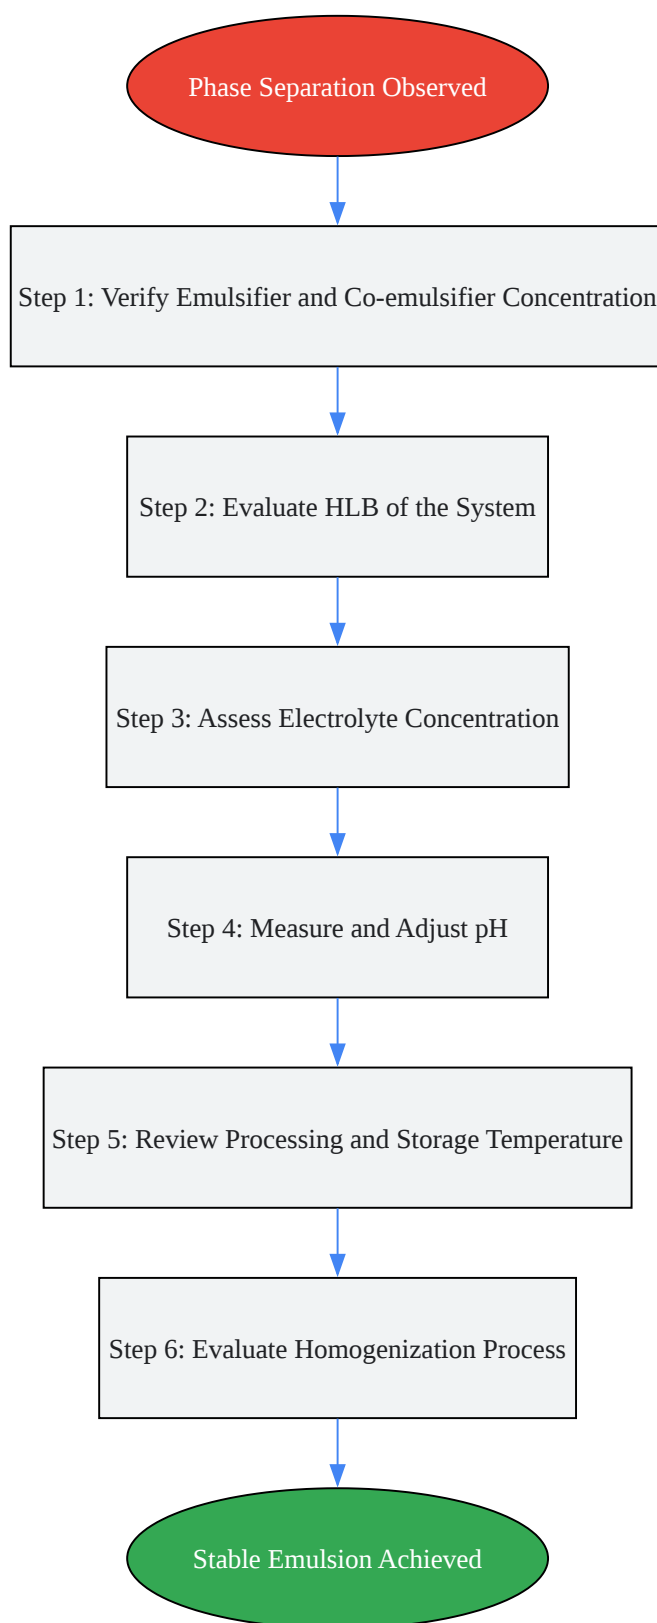 Phase Separation Observed
Step 1: Verify Emulsifier and Co-emulsifier Concentration
Step 2: Evaluate HLB of the System
Step 3: Assess Electrolyte Concentration
Step 4: Measure and Adjust pH
Step 5: Review Processing and Storage Temperature
Step 6: Evaluate Homogenization Process
Stable Emulsion Achieved